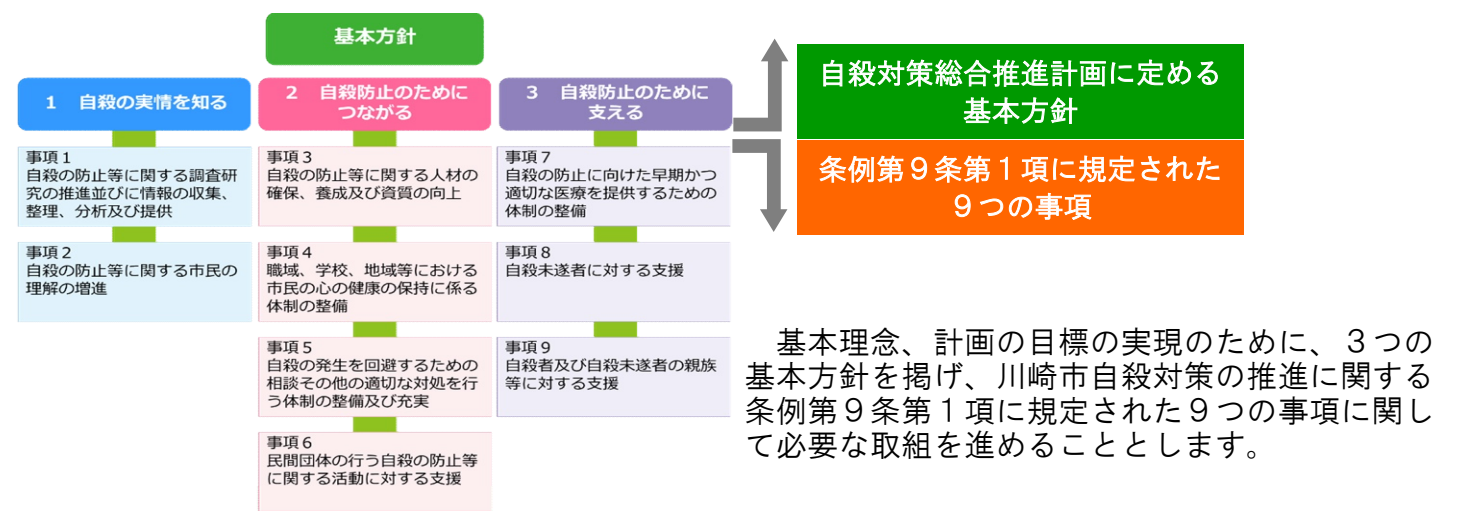 基本方針
1　自殺の実情を知る
事項1
自殺の防止等に関する調査研
究の推進並びに情報の収集、
整理、分析及び提供
事項2
自殺の防止等に関する市民の
理解の増進
2　自殺防止のために
つながる
事項3
自殺の防止等に関する人材の
確保、養成及び資質の向上
事項4
職域、学校、地域等における
市民の心の健康の保持に係る
体制の整備
事項5
自殺の発生を回避するための
相談その他の適切な対処を行
う体制の整備及び充実
事項6
民間団体の行う自殺の防止等
に関する活動に対する支援
3　自殺防止のために
支える
事項7
自殺の防止に向けた早期かつ
適切な医療を提供するための
体制の整備
事項8
自殺未遂者に対する支援
事項9
自殺者及び自殺未遂者の親族
等に対する支援
自殺対策総合推進計画に定める
基本方針
条例第９条第１項に規定された
９つの事項
　基本理念、計画の目標の実現のために、３つの
基本方針を掲げ、川崎市自殺対策の推進に関する
条例第９条第１項に規定された９つの事項に関し
て必要な取組を進めることとします。